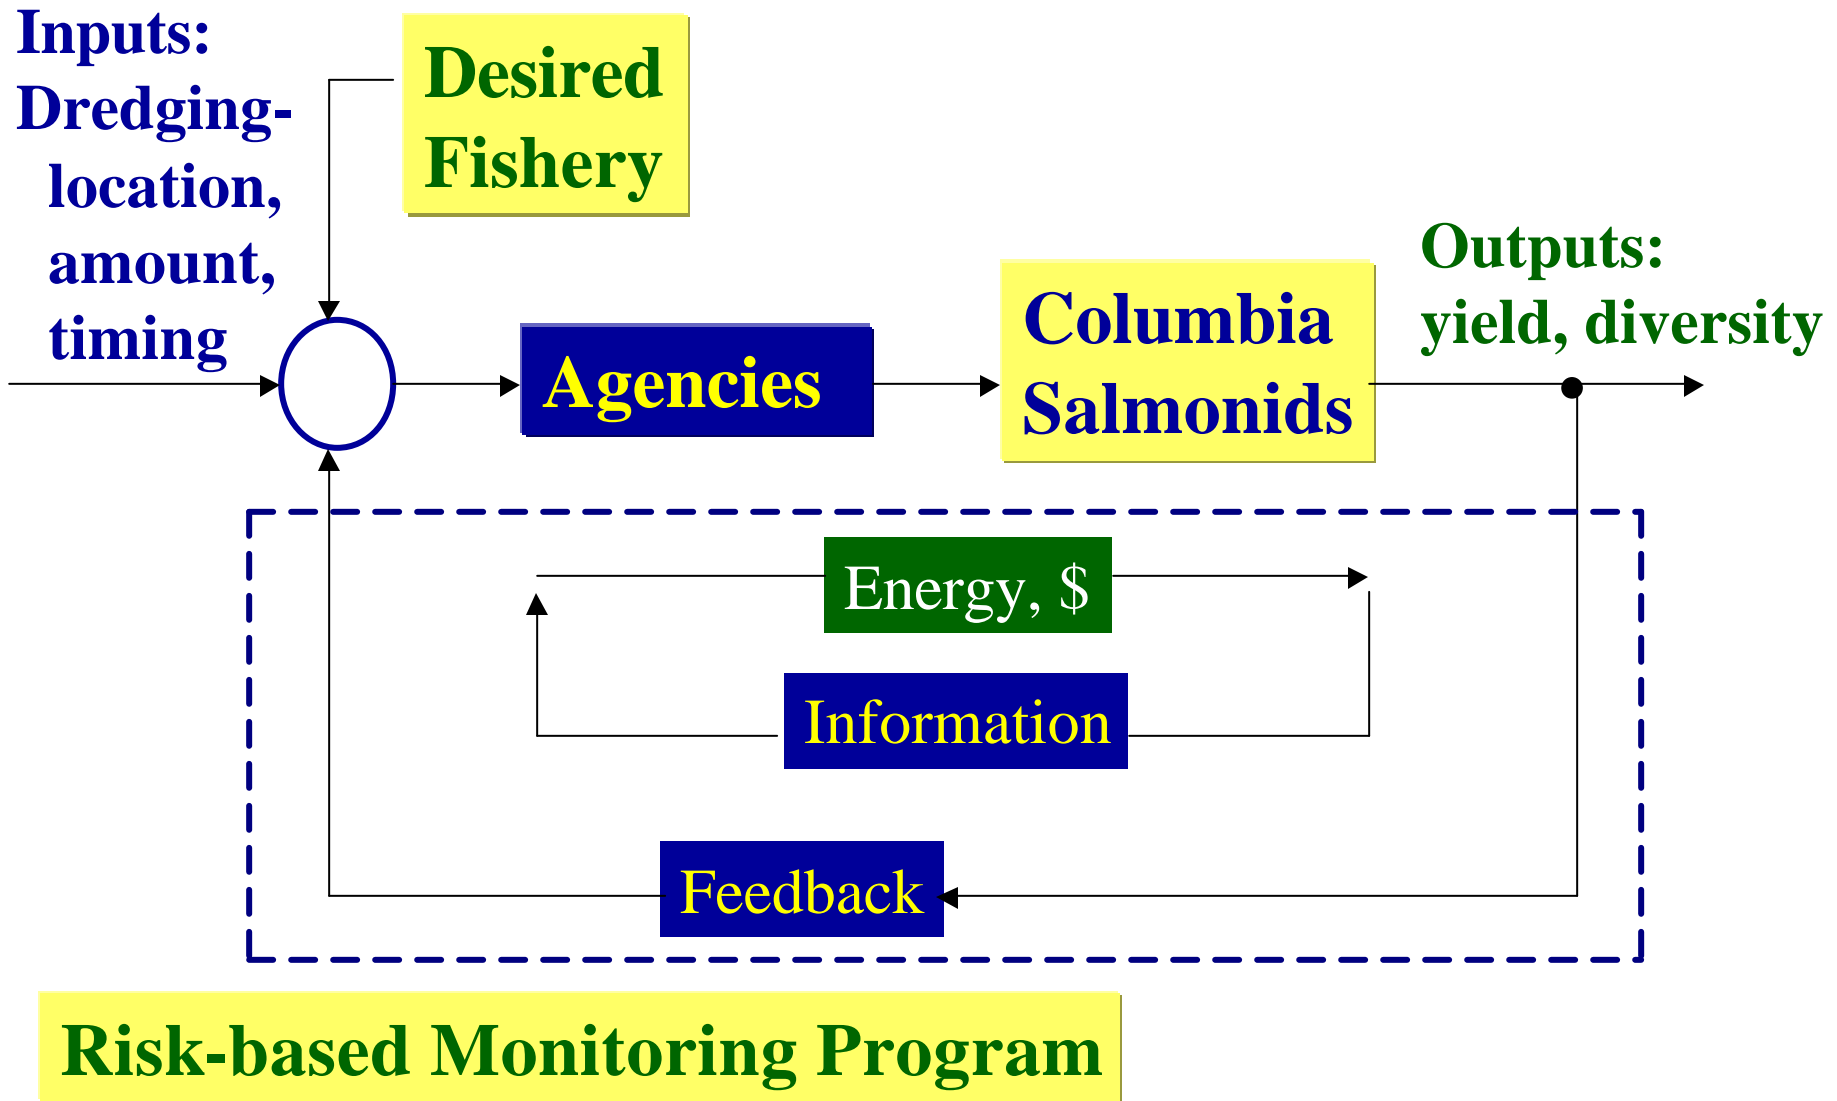 Inputs:
Dredging-
location,
amount,
timing
Desired
Fishery
Agencies
Columbia
Salmonids
Outputs:
yield, diversity
Energy, $
Information
Feedback
Risk-based Monitoring Program